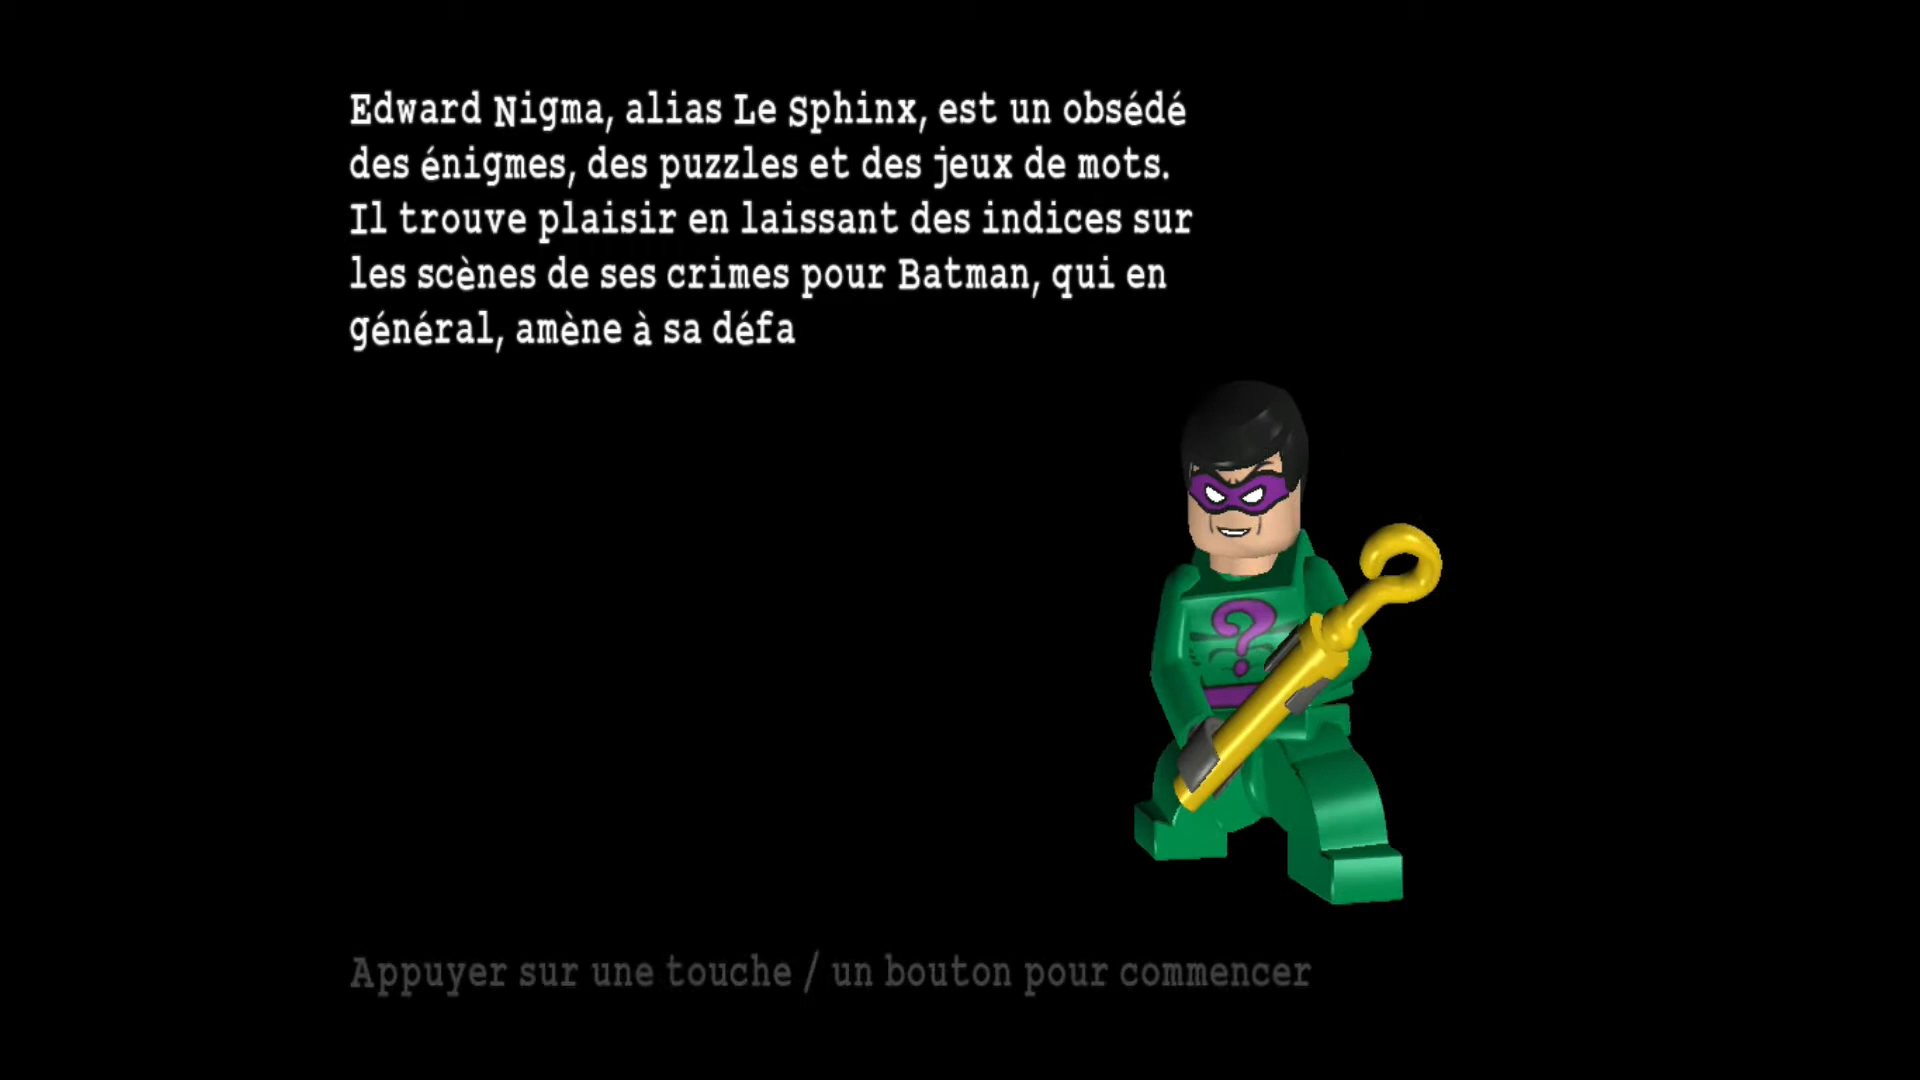 Edward Nigma, alias Le Sphinx, est un obsédé
des énigmes, des puzzles et des jeux de mots.
Il trouve plaisir en laissant des indices sur
les scènes de ses crimes pour Batman, qui en
général, amène à sa défa
?
Appuyer sur une touche / un bouton pour commencer